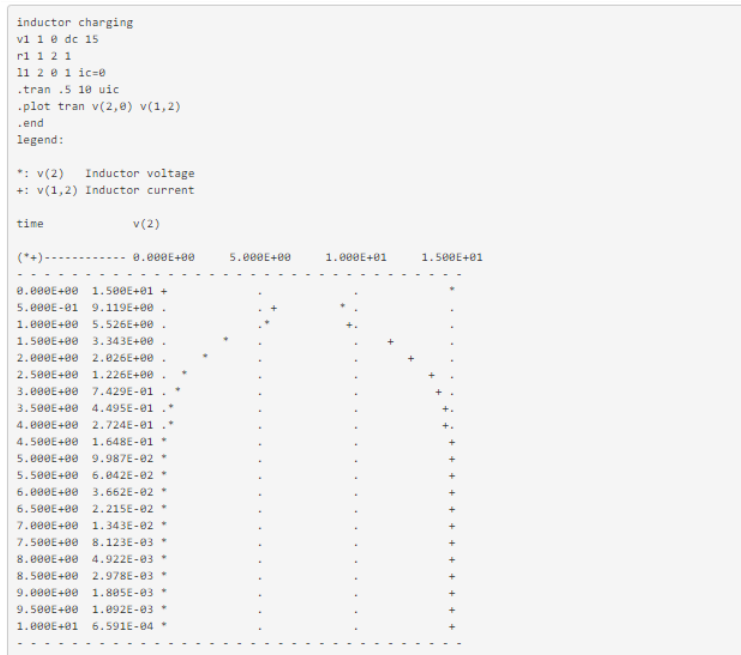 inductor charging
v1 1 0 dc 15
r1 1 2 1
l1 2 0 1 ic=0
.tran .5 10 uic
.plot tran v(2,0) v(1,2)
.end
legend:
*: v(2)   Inductor voltage
+: v(1,2) Inductor current
time             v(2)
(*+)------------ 0.000E+00     5.000E+00     1.000E+01     1.500E+01
- - - - - - - - - - - - - - - - - - - - - - - - - - - - - - - - -
0.000E+00  1.500E+01 +             .             .             *
5.000E-01  9.119E+00 .             . +         * .             .
1.000E+00  5.526E+00 .             .*           +.             .
1.500E+00  3.343E+00 .        *    .             .    +        .
2.000E+00  2.026E+00 .     *       .             .       +     .
2.500E+00  1.226E+00 .  *          .             .          +  .
3.000E+00  7.429E-01 . *           .             .           + .
3.500E+00  4.495E-01 .*            .             .            +.
4.000E+00  2.724E-01 .*            .             .            +.
4.500E+00  1.648E-01 *             .             .             +
5.000E+00  9.987E-02 *             .             .             +
5.500E+00  6.042E-02 *             .             .             +
6.000E+00  3.662E-02 *             .             .             +
6.500E+00  2.215E-02 *             .             .             +
7.000E+00  1.343E-02 *             .             .             +
7.500E+00  8.123E-03 *             .             .             +
8.000E+00  4.922E-03 *             .             .             +
8.500E+00  2.978E-03 *             .             .             +
9.000E+00  1.805E-03 *             .             .             +
9.500E+00  1.092E-03 *             .             .             +
1.000E+01  6.591E-04 *             .             .             +
- - - - - - - - - - - - - - - - - - - - - - - - - - - - - - - - -